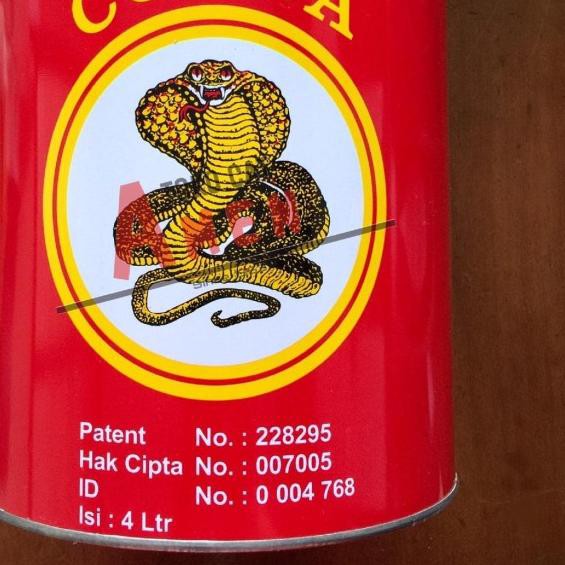 Patent No. : 228295
Hak Cipta No. : 007005
ID No. : 0 004 768
Isi : 4 Ltr